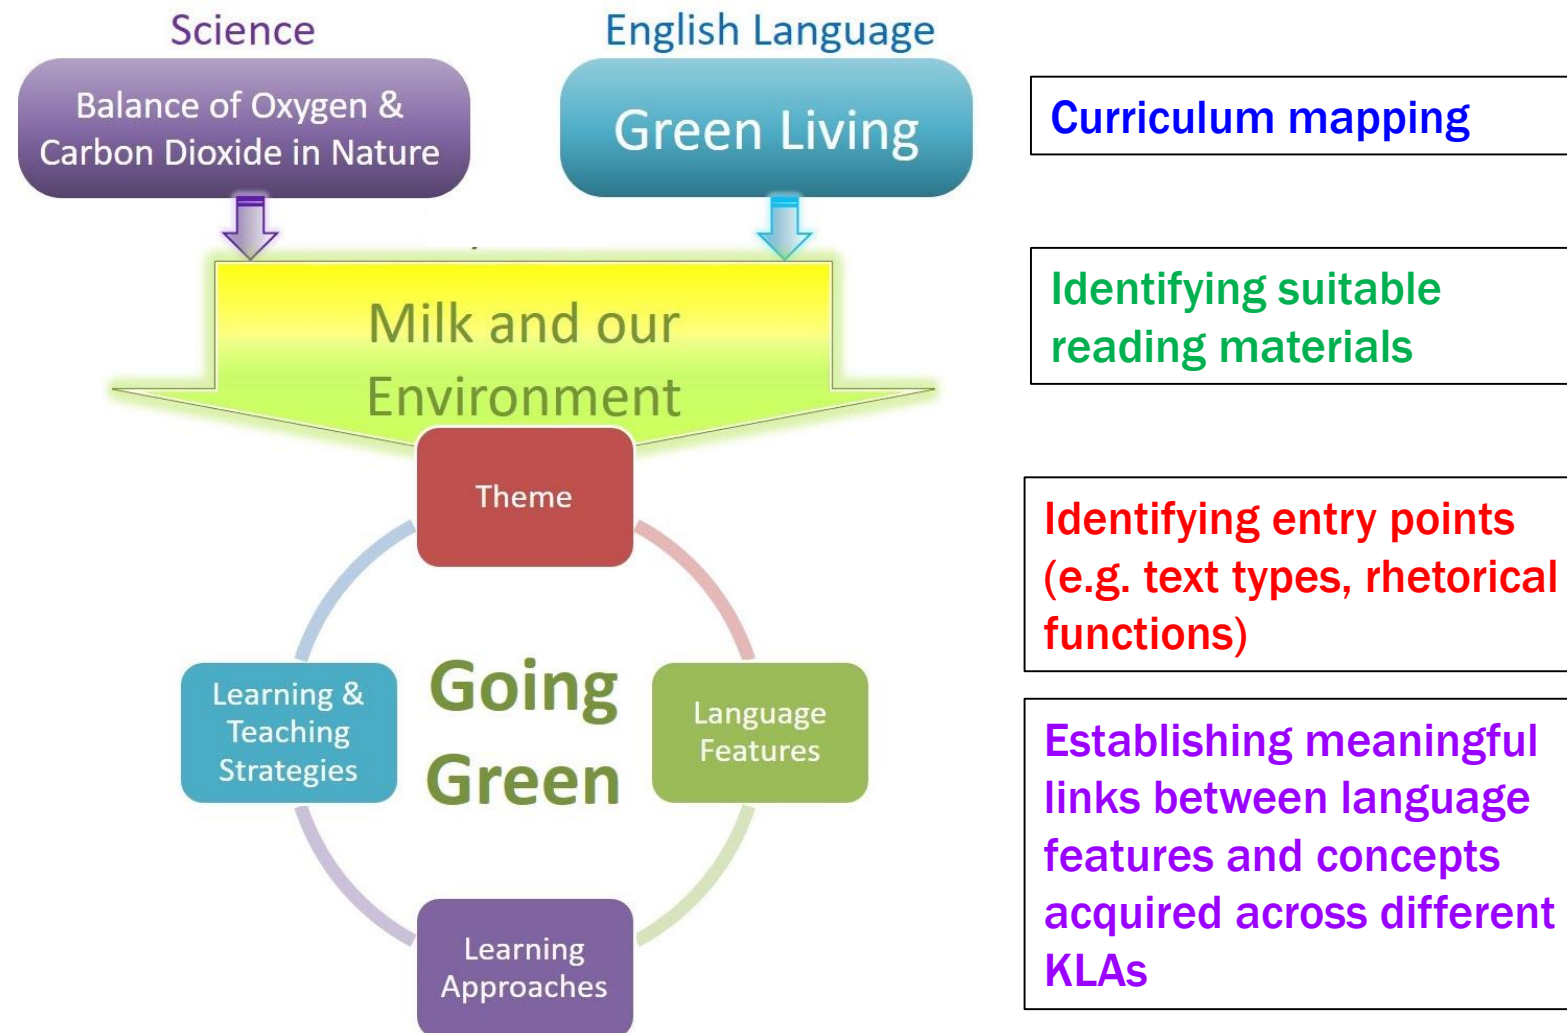 Science
English Language
Balance of Oxygen &
Carbon Dioxide in Nature
Green Living
Curriculum mapping
Milk and our
Environment
Identifying suitable
reading materials
Theme
Identifying entry points
(e.g. text types, rhetorical
functions)
Learning &
Teaching
Strategies
Going
Green
Language
Features
Establishing meaningful
links between language
features and concepts
acquired across different
KLAs
Learning
Approaches